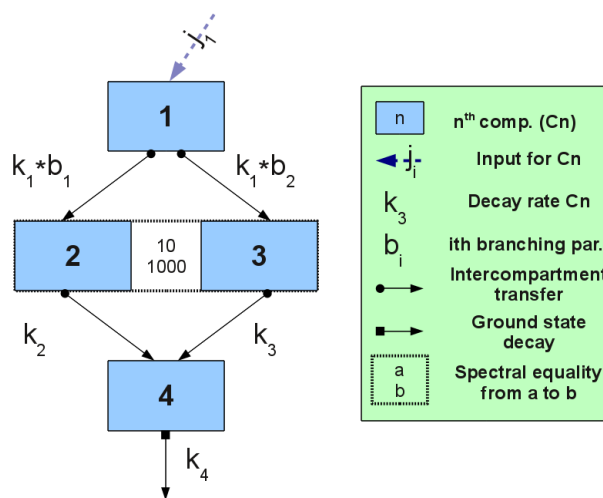 j1
1
k1*b1
k1*b2
2
10
1000
3
k2
k3
4
k4
n
nth comp. (Cn)
ji
Input for Cn
k3
Decay rate Cn
bi
ith branching par.
Intercompartment
transfer
Ground state
decay
a
b
Spectral equality
from a to b